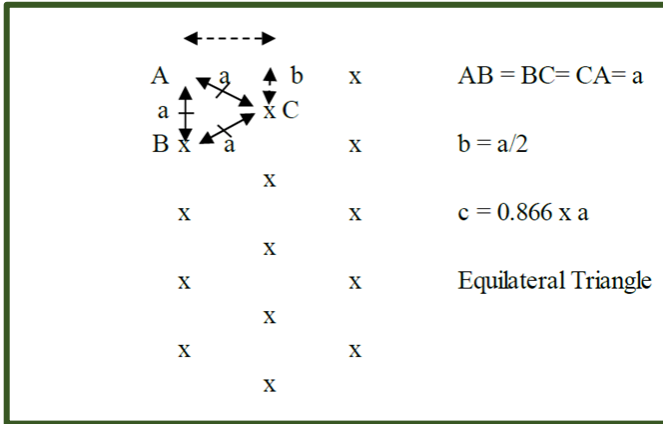 A a b x AB = BC= CA= a
a x C
B x a x b = a/2
x
x x c = 0.866 x a
x
x x Equilateral Triangle
x
x x
x